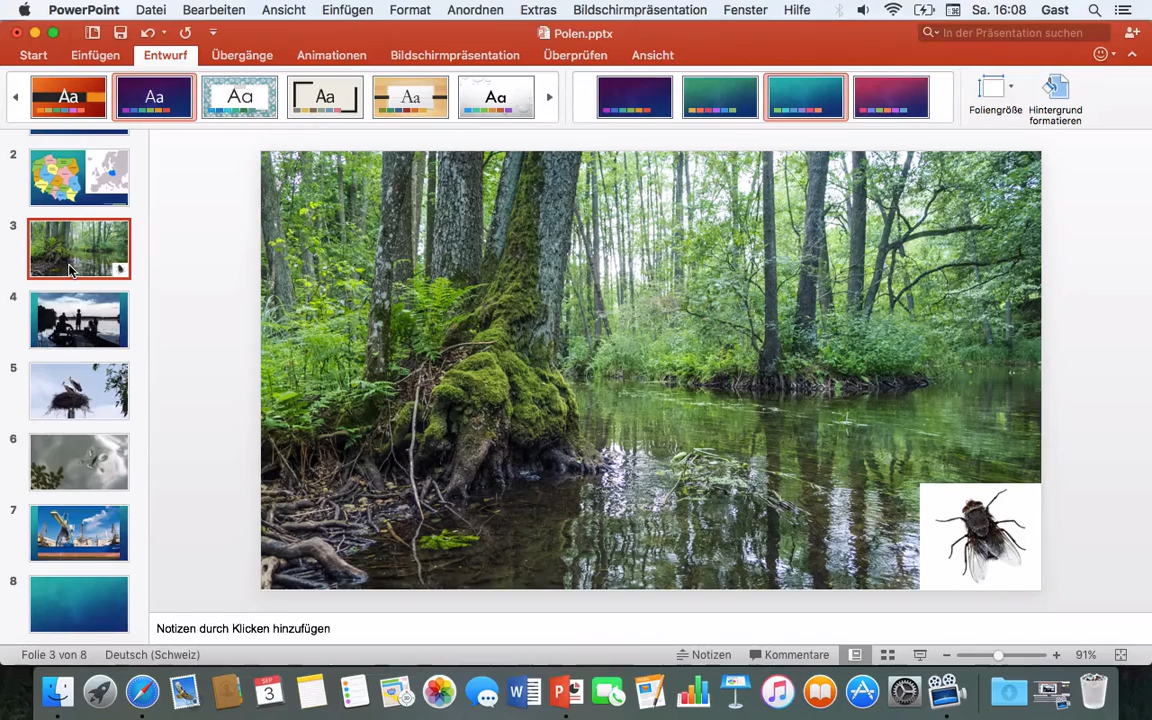 PowerPoint Datei Bearbeiten Ansicht Einfügen Format Anordnen Extras Bildschirmpräsentation Fenster Hilfe Sa. 16:08 Gast
Polen.pptx
In der Präsentation suchen
Start Einfügen Entwurf Übergänge Animationen Bildschirmpräsentation Überprüfen Ansicht
Aa Aa Aa Aa Aa Aa
Foliengröße
Hintergrund
formatieren
2
3
4
5
6
7
8
Notizen durch Klicken hinzufügen
Folie 3 von 8 Deutsch (Schweiz) Notizen Kommentare 91%
SEP
3